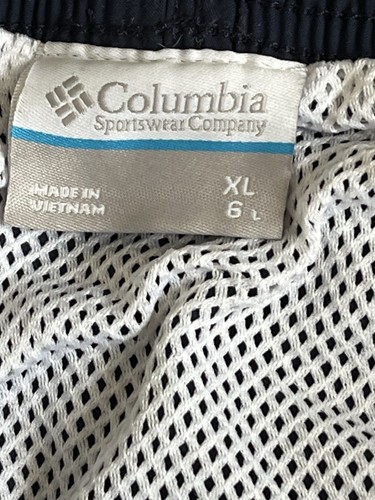 Columbia
Sportswear Company
MADE IN
VIETNAM
XL
6 L